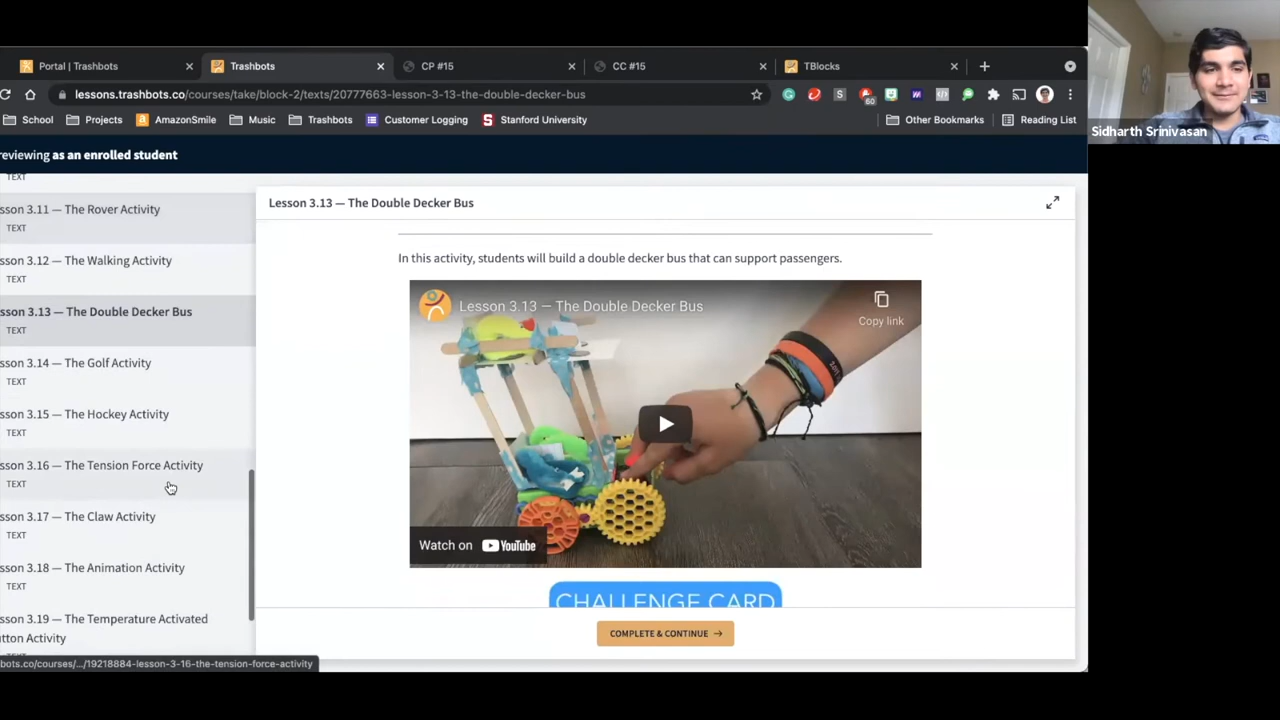 Portal | Trashbots
Trashbots
CP #15
CC #15
TBlocks
lessons.trashbots.co/courses/take/block-2/texts/20777663-lesson-3-13-the-double-decker-bus
60
School
Projects
AmazonSmile
Music
Trashbots
Customer Logging
Stanford University
Other Bookmarks
Reading List
Sidharth Srinivasan
reviewing as an enrolled student
TEXT
sson 3.11 — The Rover Activity
TEXT
sson 3.12 — The Walking Activity
TEXT
sson 3.13 — The Double Decker Bus
TEXT
sson 3.14 — The Golf Activity
TEXT
sson 3.15 — The Hockey Activity
TEXT
sson 3.16 — The Tension Force Activity
TEXT
sson 3.17 — The Claw Activity
TEXT
sson 3.18 — The Animation Activity
TEXT
sson 3.19 — The Temperature Activated
utton Activity
bots.co/courses/.../19218884-lesson-3-16-the-tension-force-activity
Lesson 3.13 — The Double Decker Bus
In this activity, students will build a double decker bus that can support passengers.
Lesson 3.13 — The Double Decker Bus
Copy link
Watch on YouTube
CHALLENGE CARD
COMPLETE & CONTINUE →